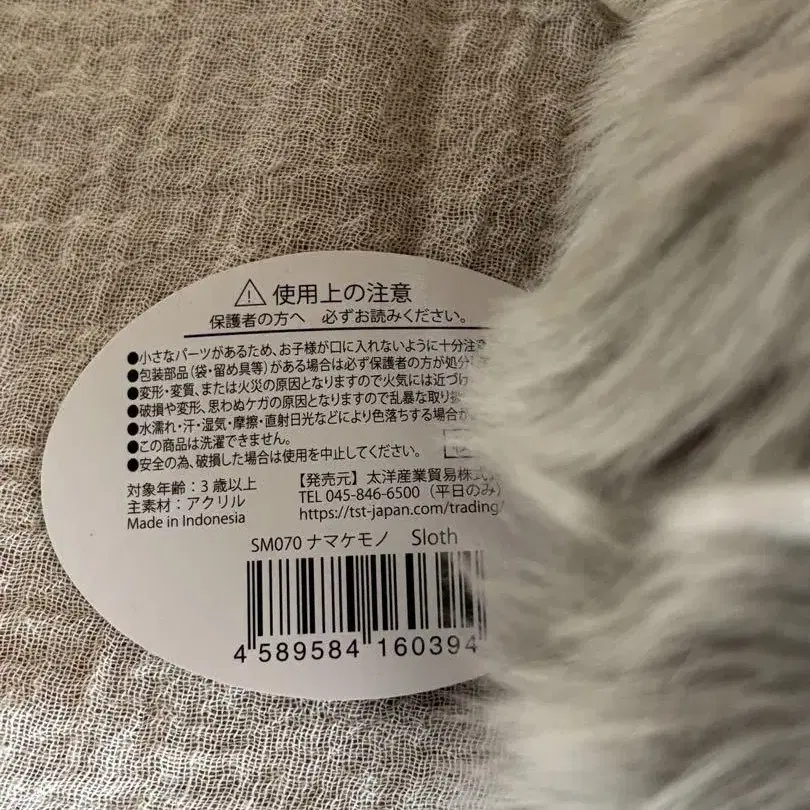 使用上の注意
保護者の方へ 必ずお読みください。
●小さなパーツがあるため、お子様が口に入れないように十分注意
●包装部品(袋・留め具等)がある場合は必ず保護者の方が処分
●変形・変質、または火災の原因となりますので火気には近づけ
●破損や変形、思わぬケガの原因となりますので乱暴な取り扱
●水濡れ・汗・湿気・摩擦・直射日光などにより色落ちする場合が
●この商品は洗濯できません。
●安全の為、破損した場合は使用を中止してください。
対象年齢:3歳以上
主素材:アクリル
Made in Indonesia
【発売元】太洋産業貿易株式
TEL 045-846-6500(平日のみ)
https://tst-japan.com/trading/
SM070 ナマケモノ Sloth
4 589584 160394